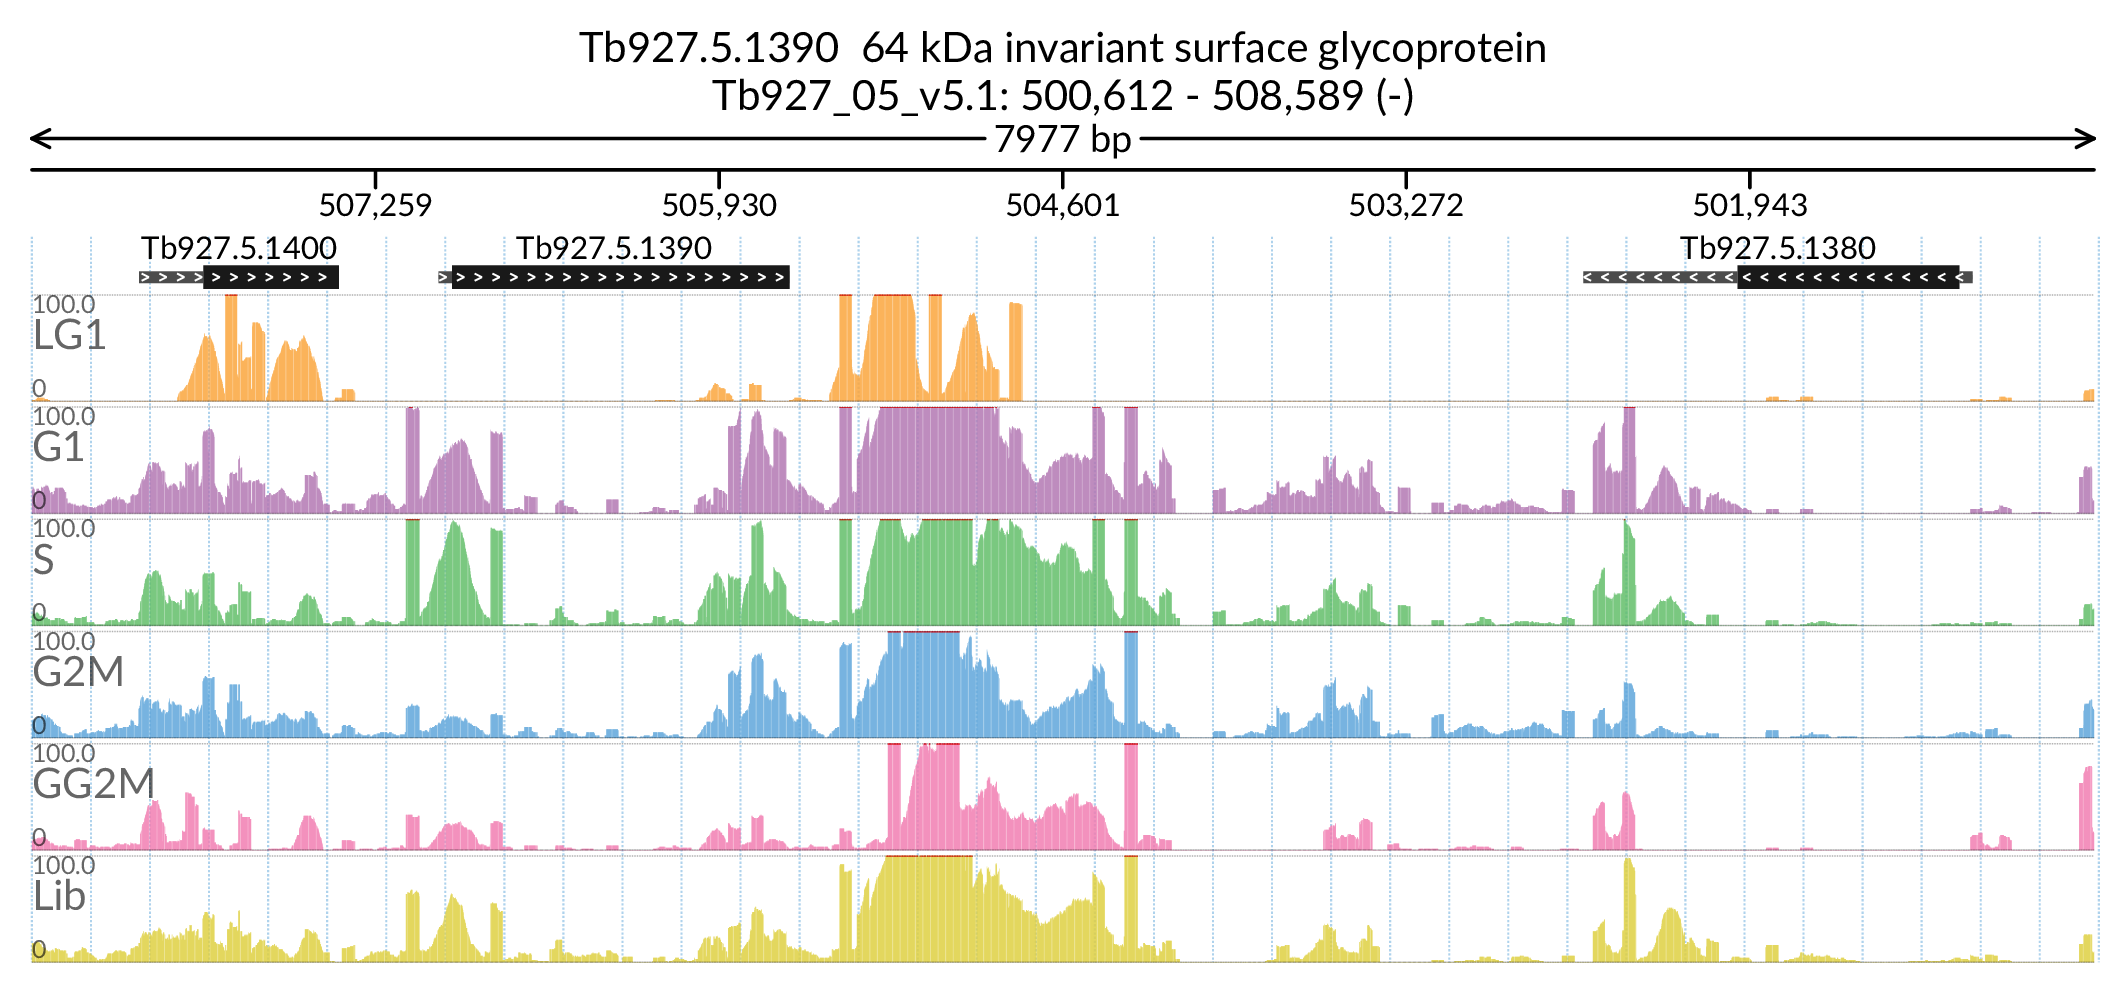 Tb927.5.1390  64 kDa invariant surface glycoprotein
Tb927_05_v5.1: 500,612 - 508,589 (-)
7977 bp
507,259 505,930 504,601 503,272 501,943
Tb927.5.1400 Tb927.5.1390 Tb927.5.1380
100.0
LG1
0
100.0
G1
0
100.0
S
0
100.0
G2M
0
100.0
GG2M
0
100.0
Lib
0